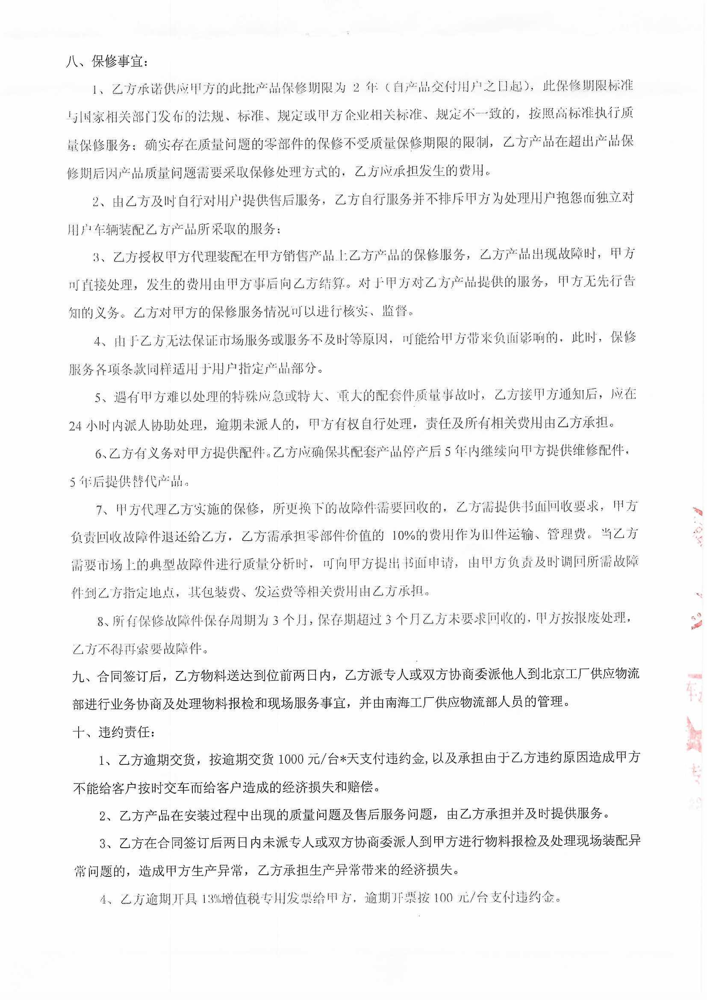 八、保修事宜：
1、乙方承诺供应甲方的此批产品保修期限为 2 年（自产品交付用户之日起），此保修期限标准
与国家相关部门发布的法规、标准、规定或甲方企业相关标准、规定不一致的，按照高标准执行质
量保修服务；确实存在质量问题的零部件的保修不受质量保修期限的限制，乙方产品在超出产品保
修期后因产品质量问题需要采取保修处理方式的，乙方应承担发生的费用。
2、由乙方及时自行对用户提供售后服务，乙方自行服务并不排斥甲方为处理用户抱怨而独立对
用户车辆装配乙方产品所采取的服务；
3、乙方授权甲方代理装配在甲方销售产品上乙方产品的保修服务，乙方产品出现故障时，甲方
可直接处理，发生的费用由甲方事后向乙方结算。对于甲方对乙方产品提供的服务，甲方无先行告
知的义务。乙方对甲方的保修服务情况可以进行核实、监督。
4、由于乙方无法保证市场服务或服务不及时等原因，可能给甲方带来负面影响的，此时，保修
服务各项条款同样适用于用户指定产品部分。
5、遇有甲方难以处理的特殊应急或特大、重大的配套件质量事故时，乙方接甲方通知后，应在
24 小时内派人协助处理，逾期未派人的，甲方有权自行处理，责任及所有相关费用由乙方承担。
6、乙方有义务对甲方提供配件。乙方应确保其配套产品停产后 5 年内继续向甲方提供维修配件，
5 年后提供替代产品。
7、甲方代理乙方实施的保修，所更换下的故障件需要回收的，乙方需提供书面回收要求，甲方
负责回收故障件退还给乙方，乙方需承担零部件价值的 10%的费用作为旧件运输、管理费。当乙方
需要市场上的典型故障件进行质量分析时，可向甲方提出书面申请，由甲方负责及时调回所需故障
件到乙方指定地点，其包装费、发运费等相关费用由乙方承担。
8、所有保修故障件保存周期为 3 个月，保存期超过 3 个月乙方未要求回收的，甲方按报废处理，
乙方不得再索要故障件。
九、合同签订后，乙方物料送达到位前两日内，乙方派专人或双方协商委派他人到北京工厂供应物流
部进行业务协商及处理物料报检和现场服务事宜，并由南海工厂供应物流部人员的管理。
十、违约责任：
1、乙方逾期交货，按逾期交货 1000 元/台*天支付违约金,以及承担由于乙方违约原因造成甲方
不能给客户按时交车而给客户造成的经济损失和赔偿。
2、乙方产品在安装过程中出现的质量问题及售后服务问题，由乙方承担并及时提供服务。
3、乙方在合同签订后两日内未派专人或双方协商委派人到甲方进行物料报检及处理现场装配异
常问题的，造成甲方生产异常，乙方承担生产异常带来的经济损失。
4、乙方逾期开具 13%增值税专用发票给甲方，逾期开票按 100 元/台支付违约金。